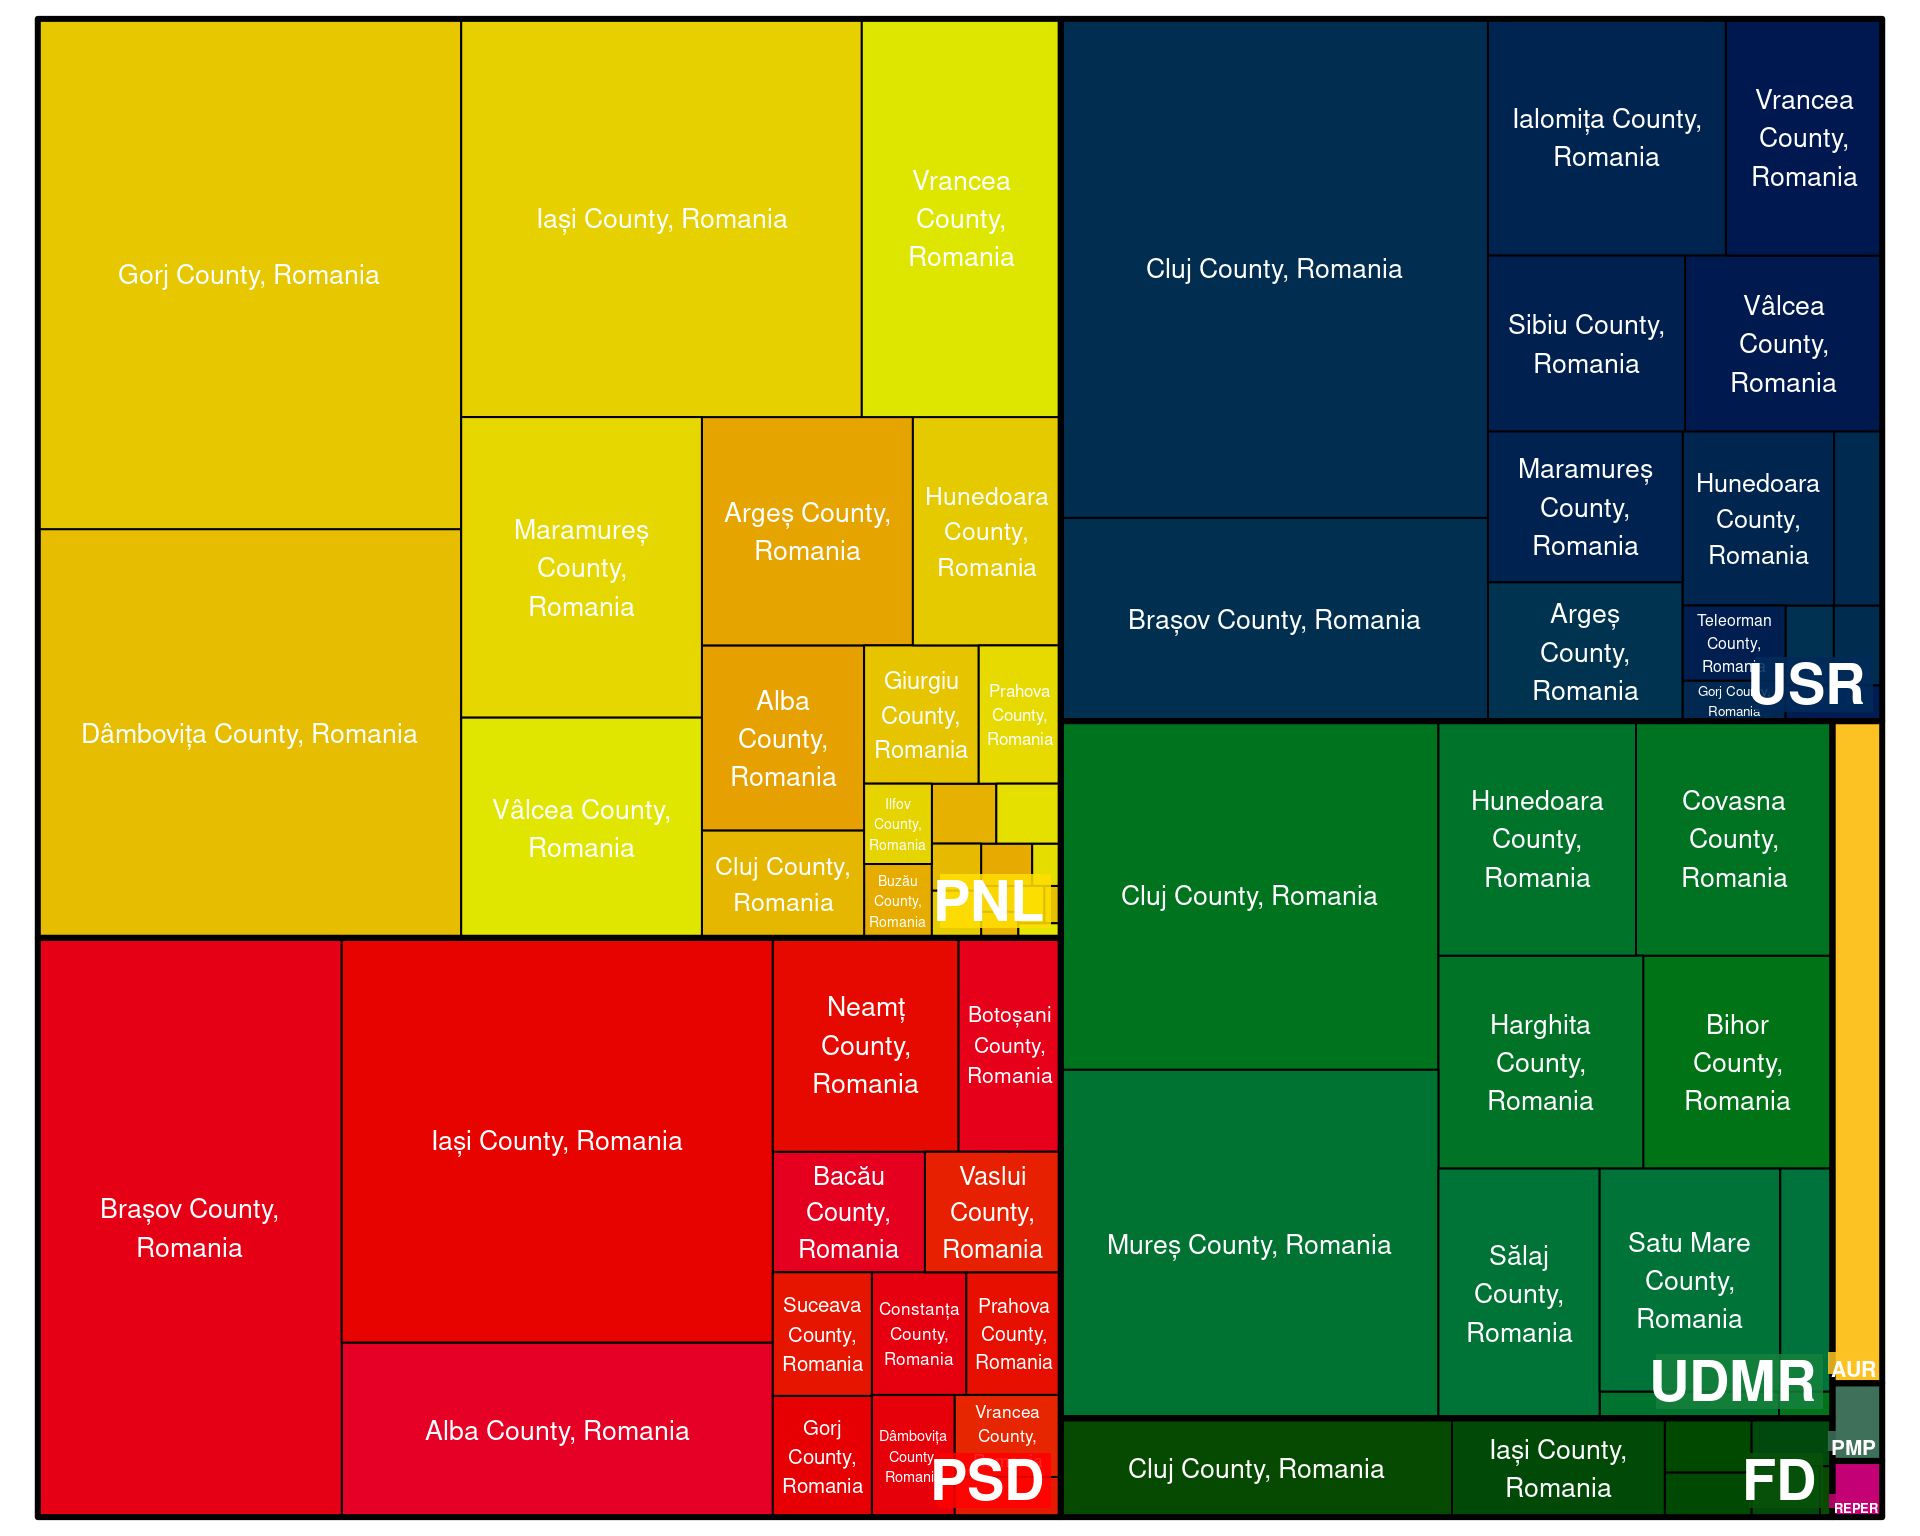 Gorj County, Romania
Iași County, Romania
Vrancea
County,
Romania
Dâmbovița County, Romania
Maramureș
County,
Romania
Vâlcea County,
Romania
Argeș County,
Romania
Hunedoara
County,
Romania
Alba
County,
Romania
Cluj County,
Romania
Giurgiu
County,
Romania
Prahova
County,
Romania
Ilfov
County,
Romania
Buzău
County,
Romania
PNL
Cluj County, Romania
Brașov County, Romania
Ialomița County,
Romania
Vrancea
County,
Romania
Sibiu County,
Romania
Vâlcea
County,
Romania
Maramureș
County,
Romania
Hunedoara
County,
Romania
Argeș
County,
Romania
Teleorman
County,
Romania
Gorj County,
Romania
USR
Brașov County,
Romania
Iași County, Romania
Alba County, Romania
Neamț
County,
Romania
Botoșani
County,
Romania
Bacău
County,
Romania
Vaslui
County,
Romania
Suceava
County,
Romania
Constanța
County,
Romania
Prahova
County,
Romania
Gorj
County,
Romania
Dâmbovița
County,
Romania
Vrancea
County,
PSD
Cluj County, Romania
Mureș County, Romania
Hunedoara
County,
Romania
Covasna
County,
Romania
Harghita
County,
Romania
Bihor
County,
Romania
Sălaj
County,
Romania
Satu Mare
County,
Romania
UDMR
AUR
PMP
REPER
Cluj County, Romania
Iași County,
Romania
FD